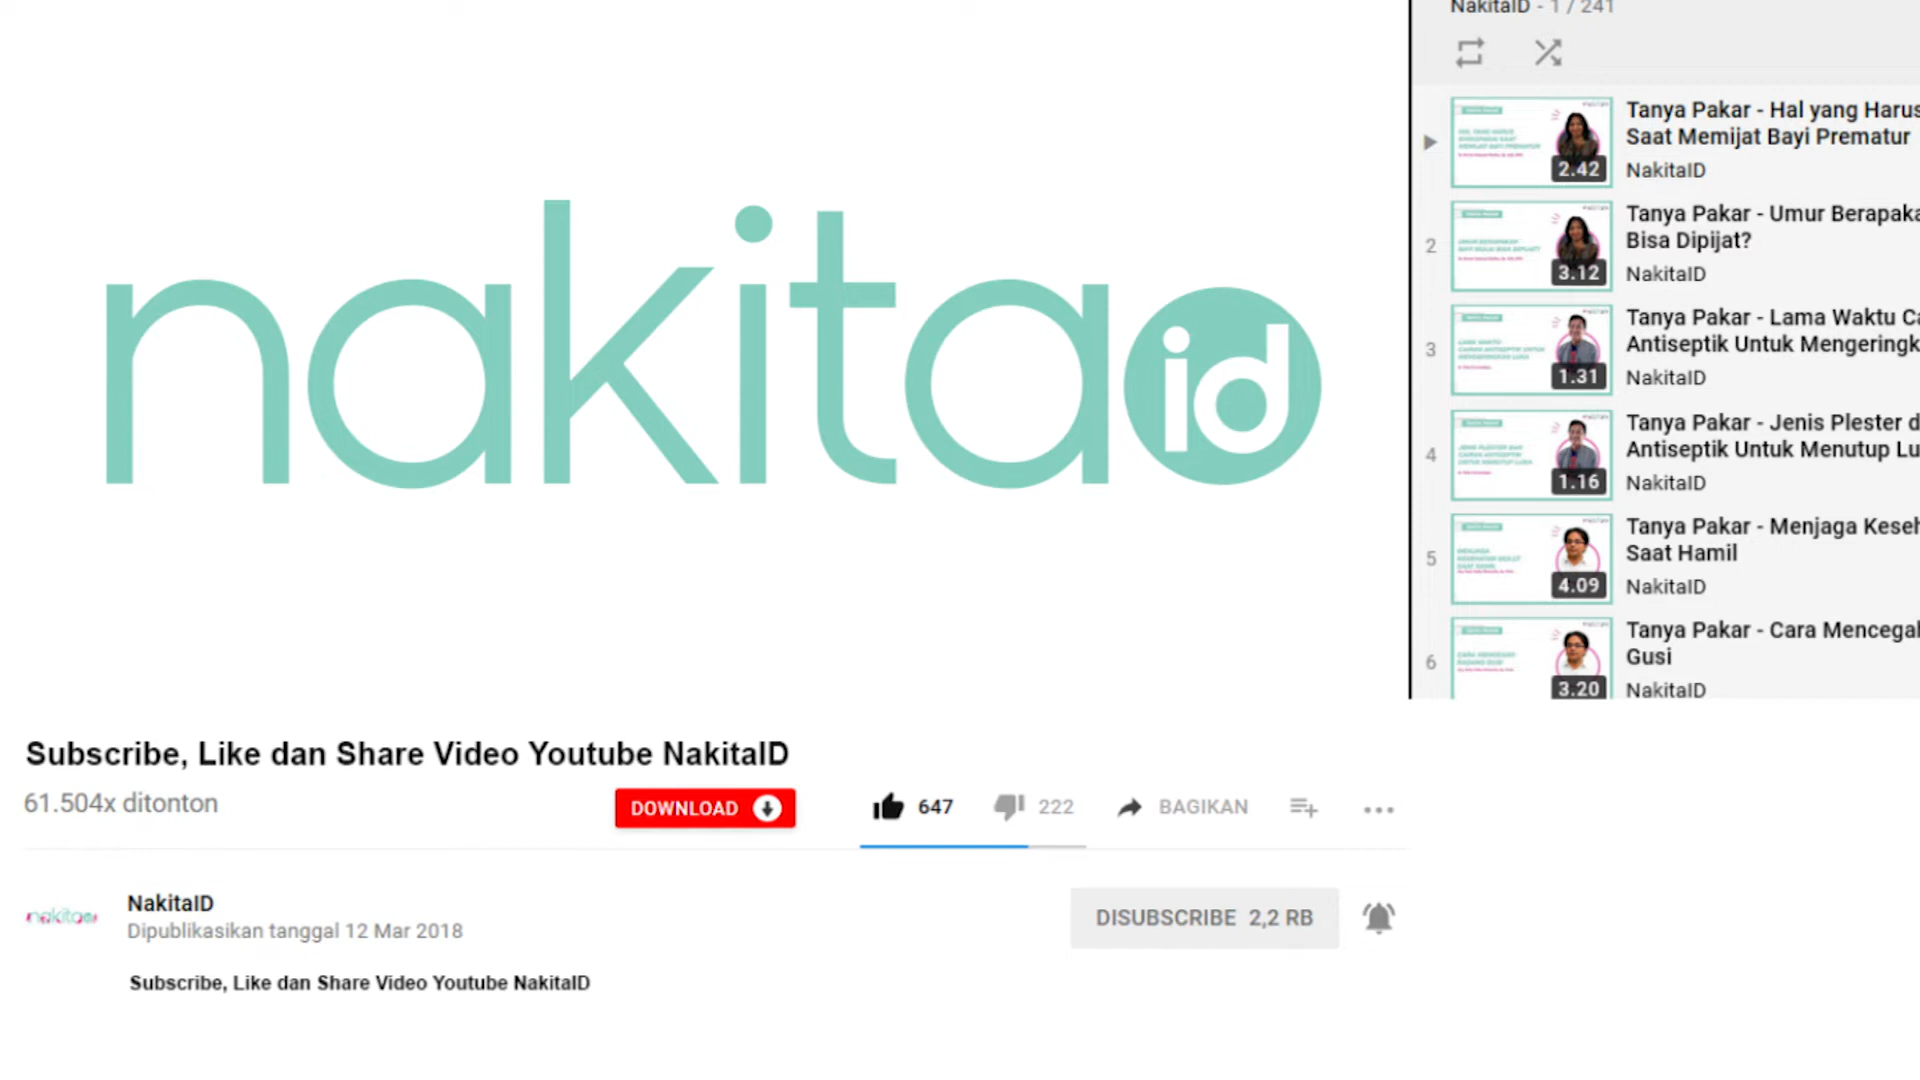 nakita id
Subscribe, Like dan Share Video Youtube NakitaID
61.504x ditonton
DOWNLOAD
647
222
BAGIKAN
NakitaID
Dipublikasikan tanggal 12 Mar 2018
DISUBSCRIBE 2,2 RB
Subscribe, Like dan Share Video Youtube NakitaID
NakitaID - 1 / 241
Tanya Pakar - Hal yang Harus
Saat Memijat Bayi Prematur
NakitaID
2.42
2
Tanya Pakar - Umur Berapaka
Bisa Dipijat?
NakitaID
3.12
3
Tanya Pakar - Lama Waktu Ca
Antiseptik Untuk Mengeringk
NakitaID
1.31
4
Tanya Pakar - Jenis Plester d
Antiseptik Untuk Menutup Lu
NakitaID
1.16
5
Tanya Pakar - Menjaga Keseh
Saat Hamil
NakitaID
4.09
6
Tanya Pakar - Cara Mencegah
Gusi
NakitaID
3.20